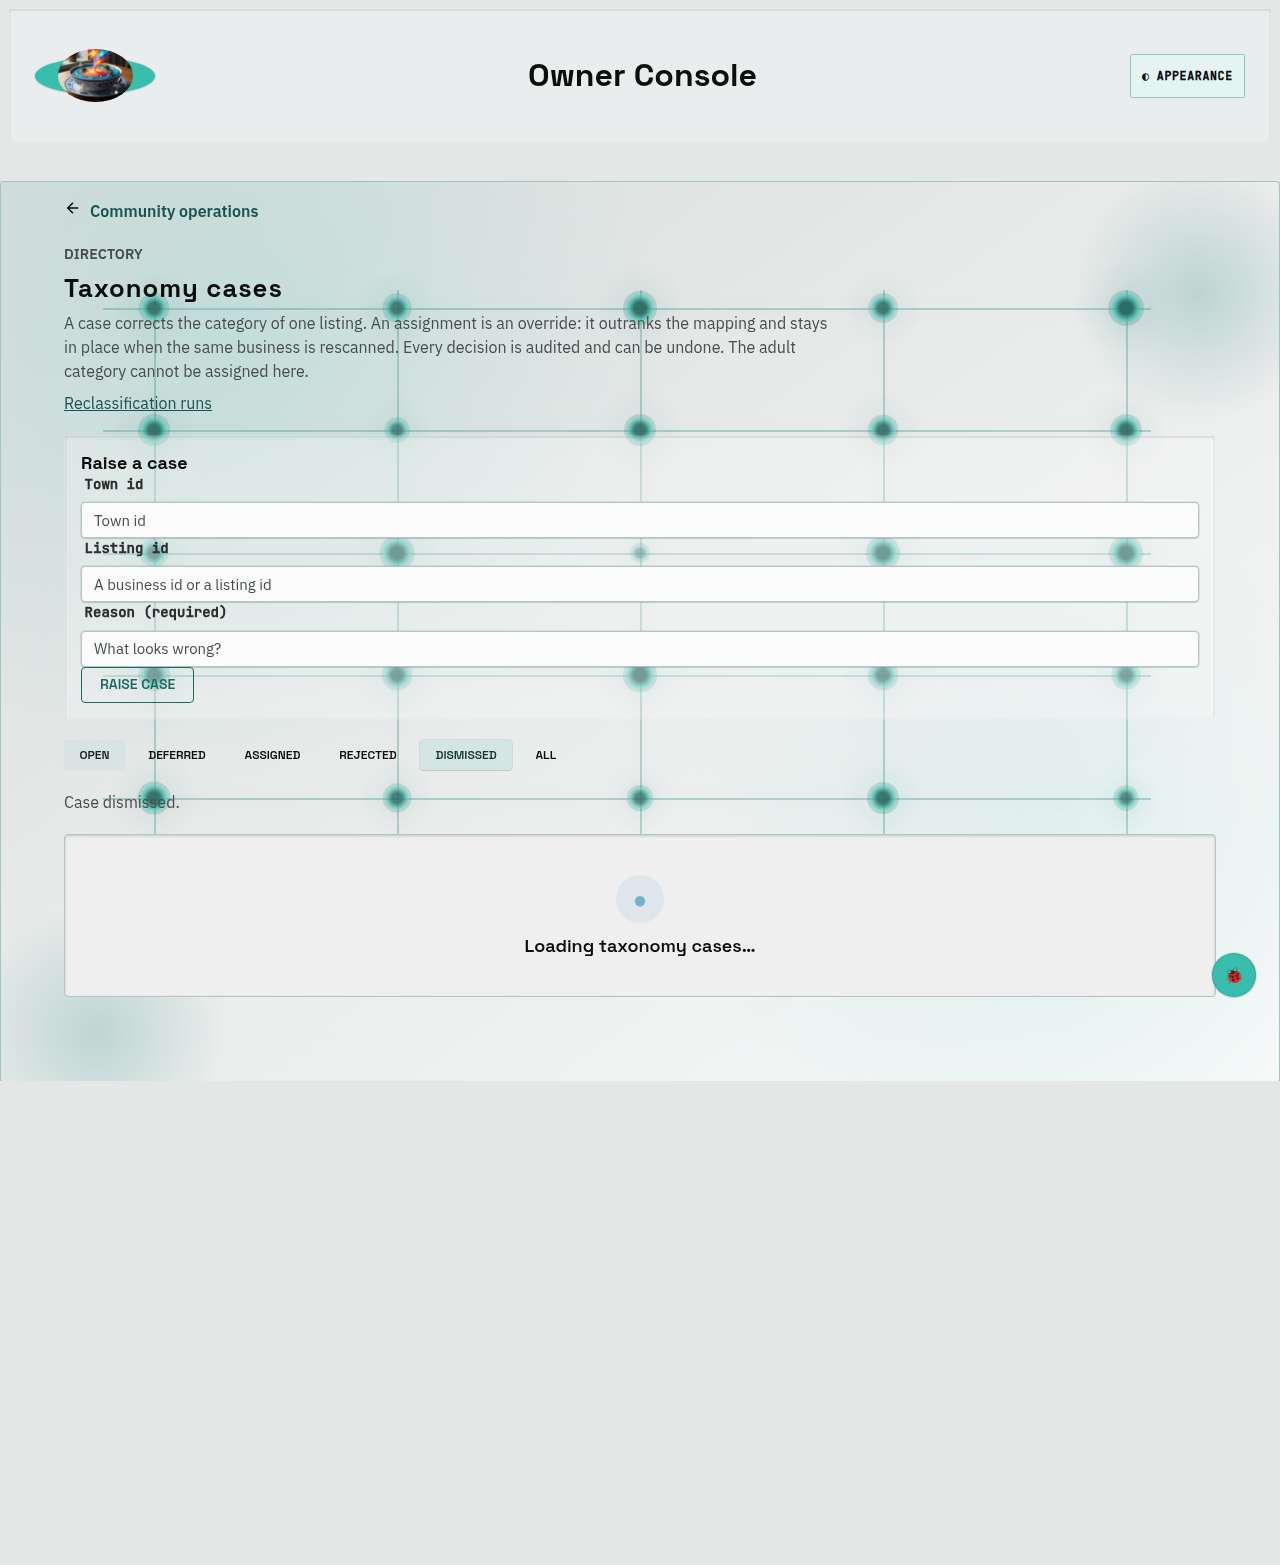 Owner Console
◐ APPEARANCE
← Community operations
DIRECTORY
Taxonomy cases
A case corrects the category of one listing. An assignment is an override: it outranks the mapping and stays
in place when the same business is rescanned. Every decision is audited and can be undone. The adult
category cannot be assigned here.
Reclassification runs
Raise a case
Town id
Town id
Listing id
A business id or a listing id
Reason (required)
What looks wrong?
RAISE CASE
OPEN DEFERRED ASSIGNED REJECTED DISMISSED ALL
Case dismissed.
Loading taxonomy cases…